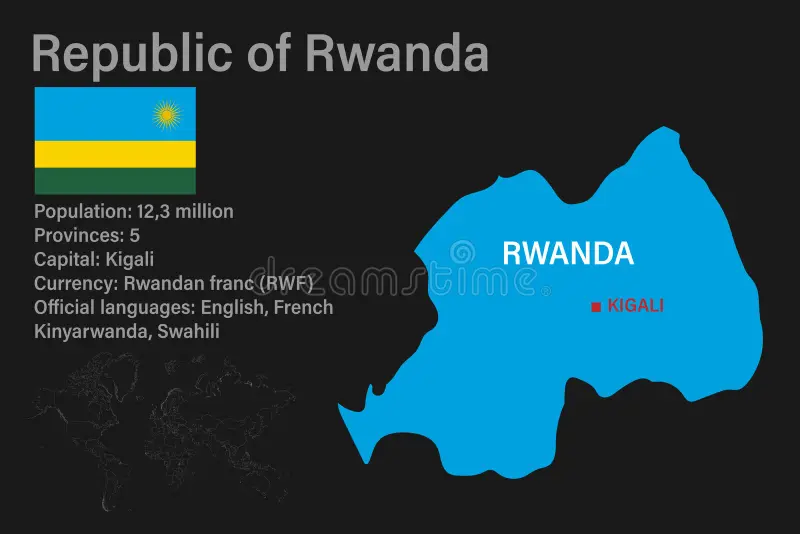 Republic of Rwanda
Population: 12,3 million
Provinces: 5
Capital: Kigali
Currency: Rwandan franc (RWF)
Official languages: English, French
Kinyarwanda, Swahili
RWANDA
KIGALI
dreamstime.com